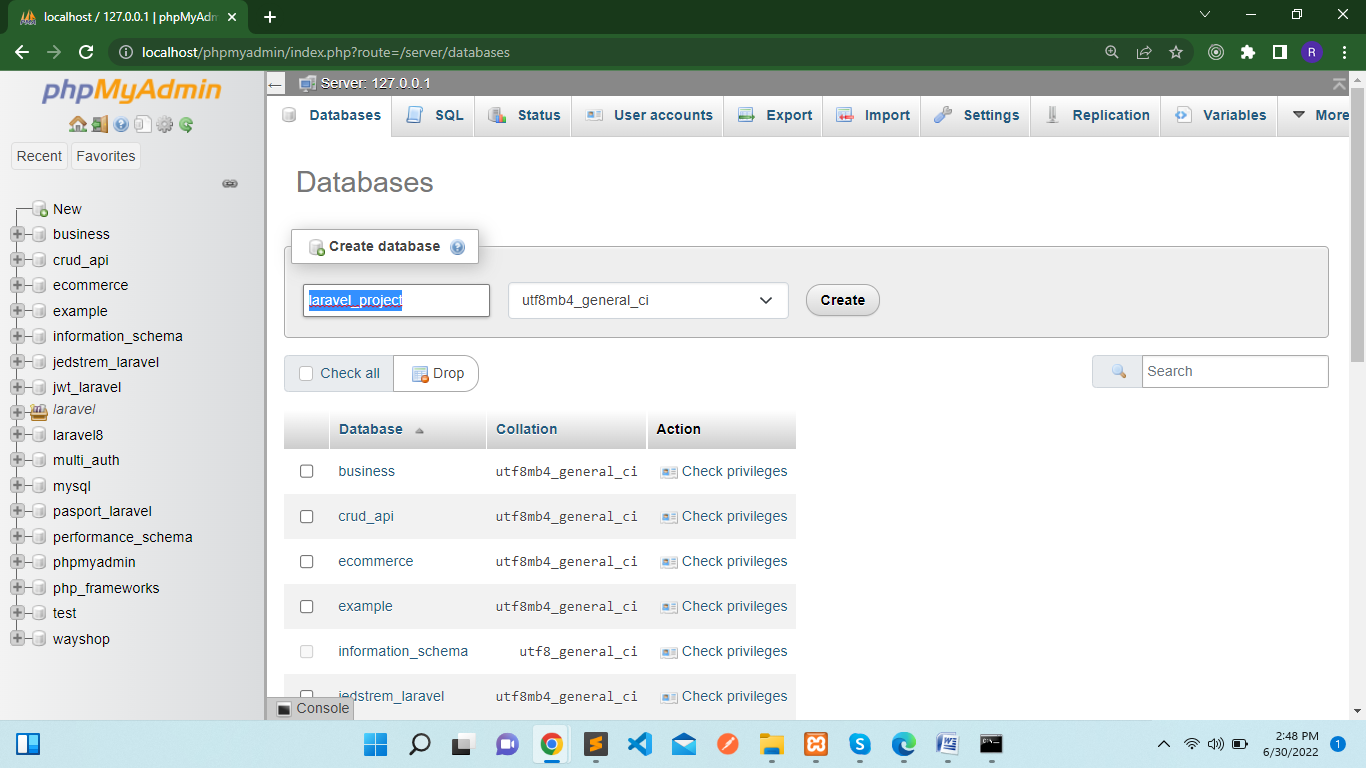 localhost / 127.0.0.1 | phpMyAdm
localhost/phpmyadmin/index.php?route=/server/databases
R
phpMyAdmin
Recent Favorites
New
business
crud_api
ecommerce
example
information_schema
jedstrem_laravel
jwt_laravel
laravel
laravel8
multi_auth
mysql
pasport_laravel
performance_schema
phpmyadmin
php_frameworks
test
wayshop
Server: 127.0.0.1
Databases SQL Status User accounts Export Import Settings Replication Variables More
Databases
Create database
laravel_project utf8mb4_general_ci Create
Check all Drop Search
Database Collation Action
business utf8mb4_general_ci Check privileges
crud_api utf8mb4_general_ci Check privileges
ecommerce utf8mb4_general_ci Check privileges
example utf8mb4_general_ci Check privileges
information_schema utf8_general_ci Check privileges
jedstrem_laravel utf8mb4_general_ci Check privileges
Console
2:48 PM
6/30/2022
1